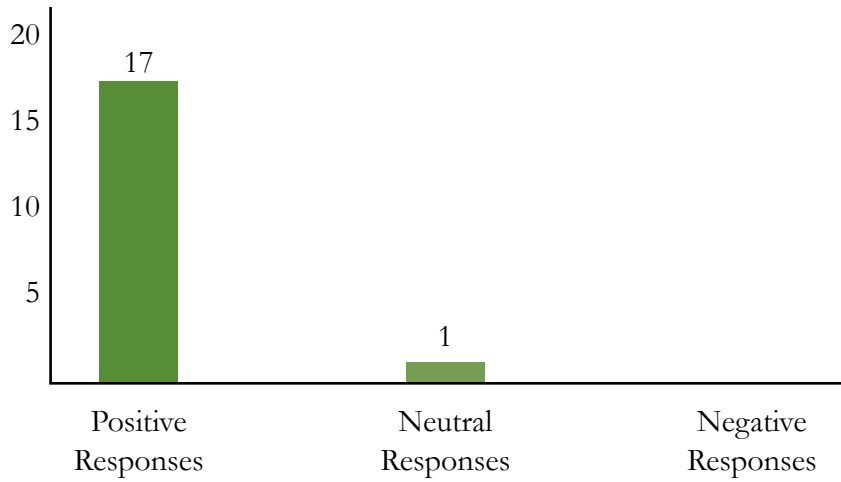 20
17
15
10
5
1
Positive
Responses
Neutral
Responses
Negative
Responses